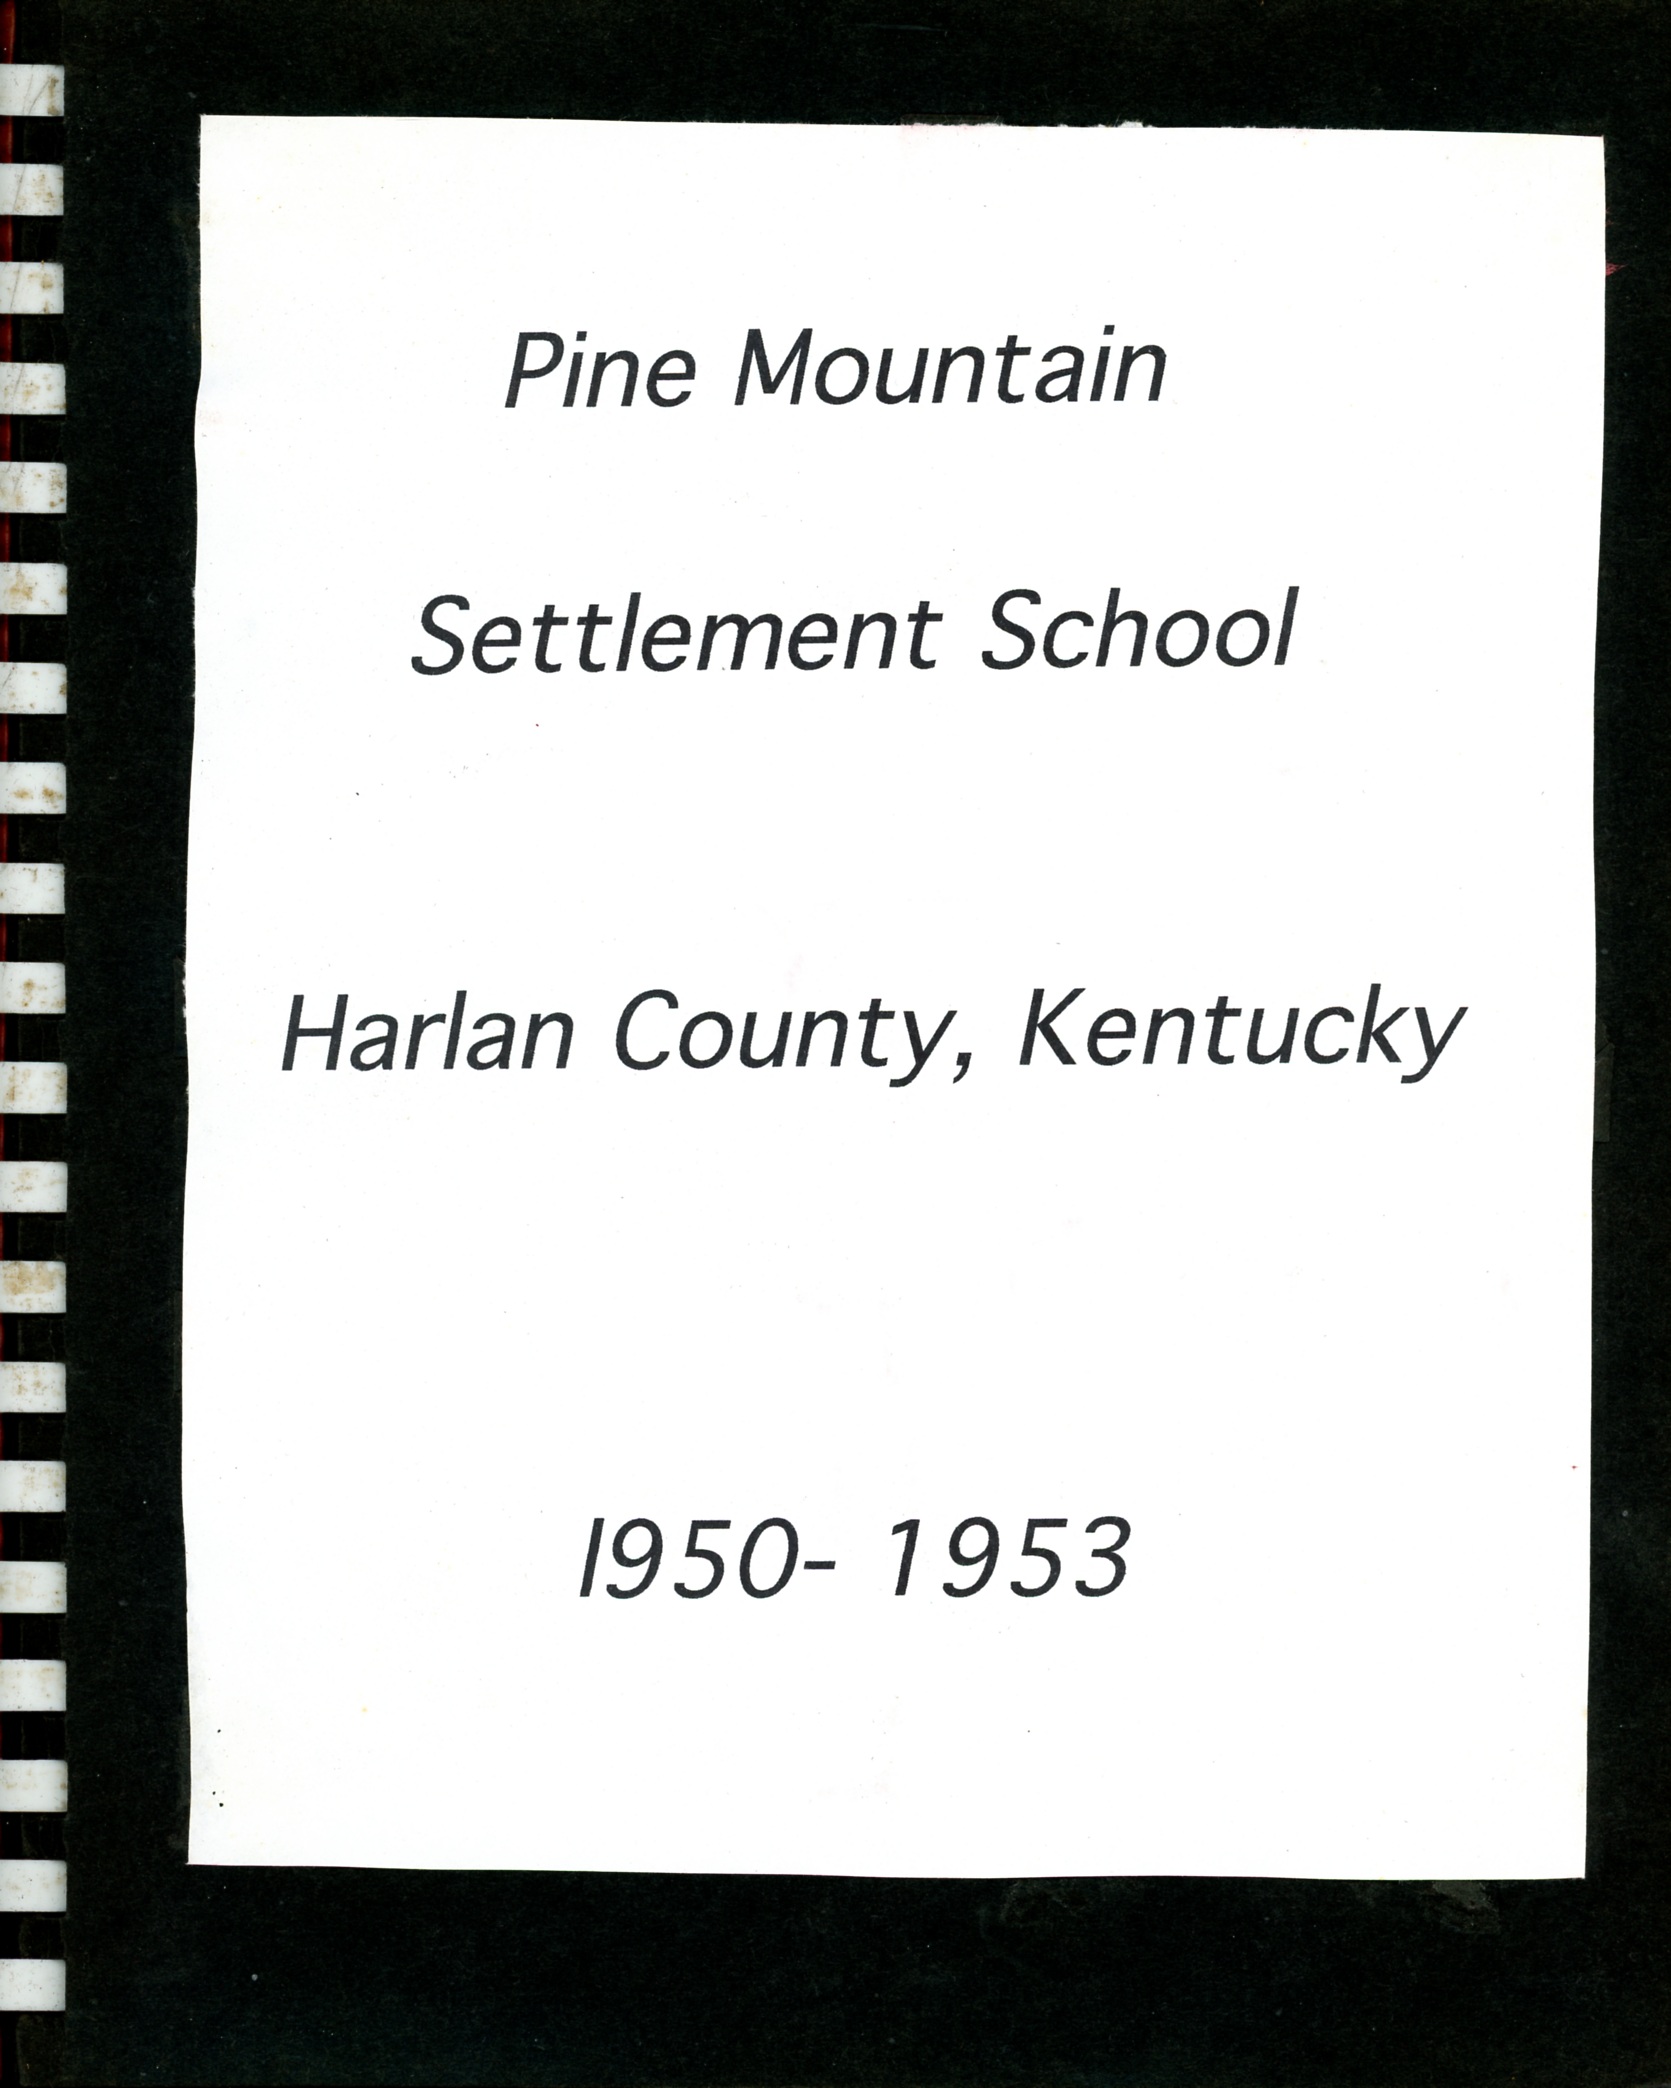 Pine Mountain
Settlement School
Harlan County, Kentucky
1950- 1953